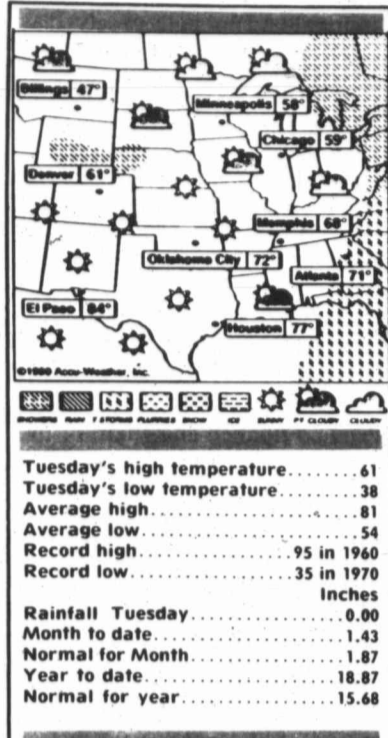 Billings 47°
Minneapolis 58°
Chicago 59°
Denver 61°
Memphis 68°
Oklahoma City 72°
Atlanta 71°
El Paso 84°
Houston 77°
Accu-Weather, Inc.
SHOWERS RAIN T STORMS FLURRIES SNOW ICE SUNNY PT CLOUDY CLOUDY
Tuesday's high temperature........61
Tuesday's low temperature.........38
Average high......................81
Average low.......................54
Record high...............95 in 1960
Record low................35 in 1970
Inches
Rainfall Tuesday................0.00
Month to date...................1.43
Normal for Month................1.87
Year to date...................18.87
Normal for year................15.68